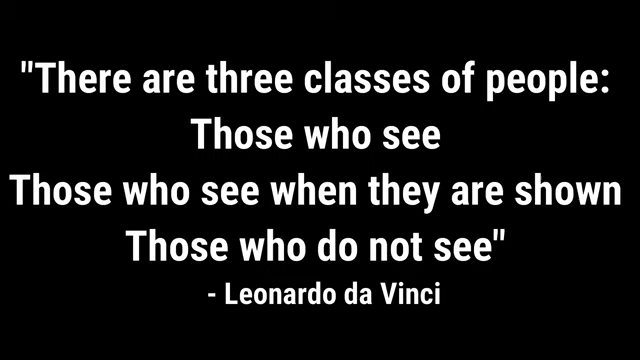 "There are three classes of people:
Those who see
Those who see when they are shown
Those who do not see"
- Leonardo da Vinci